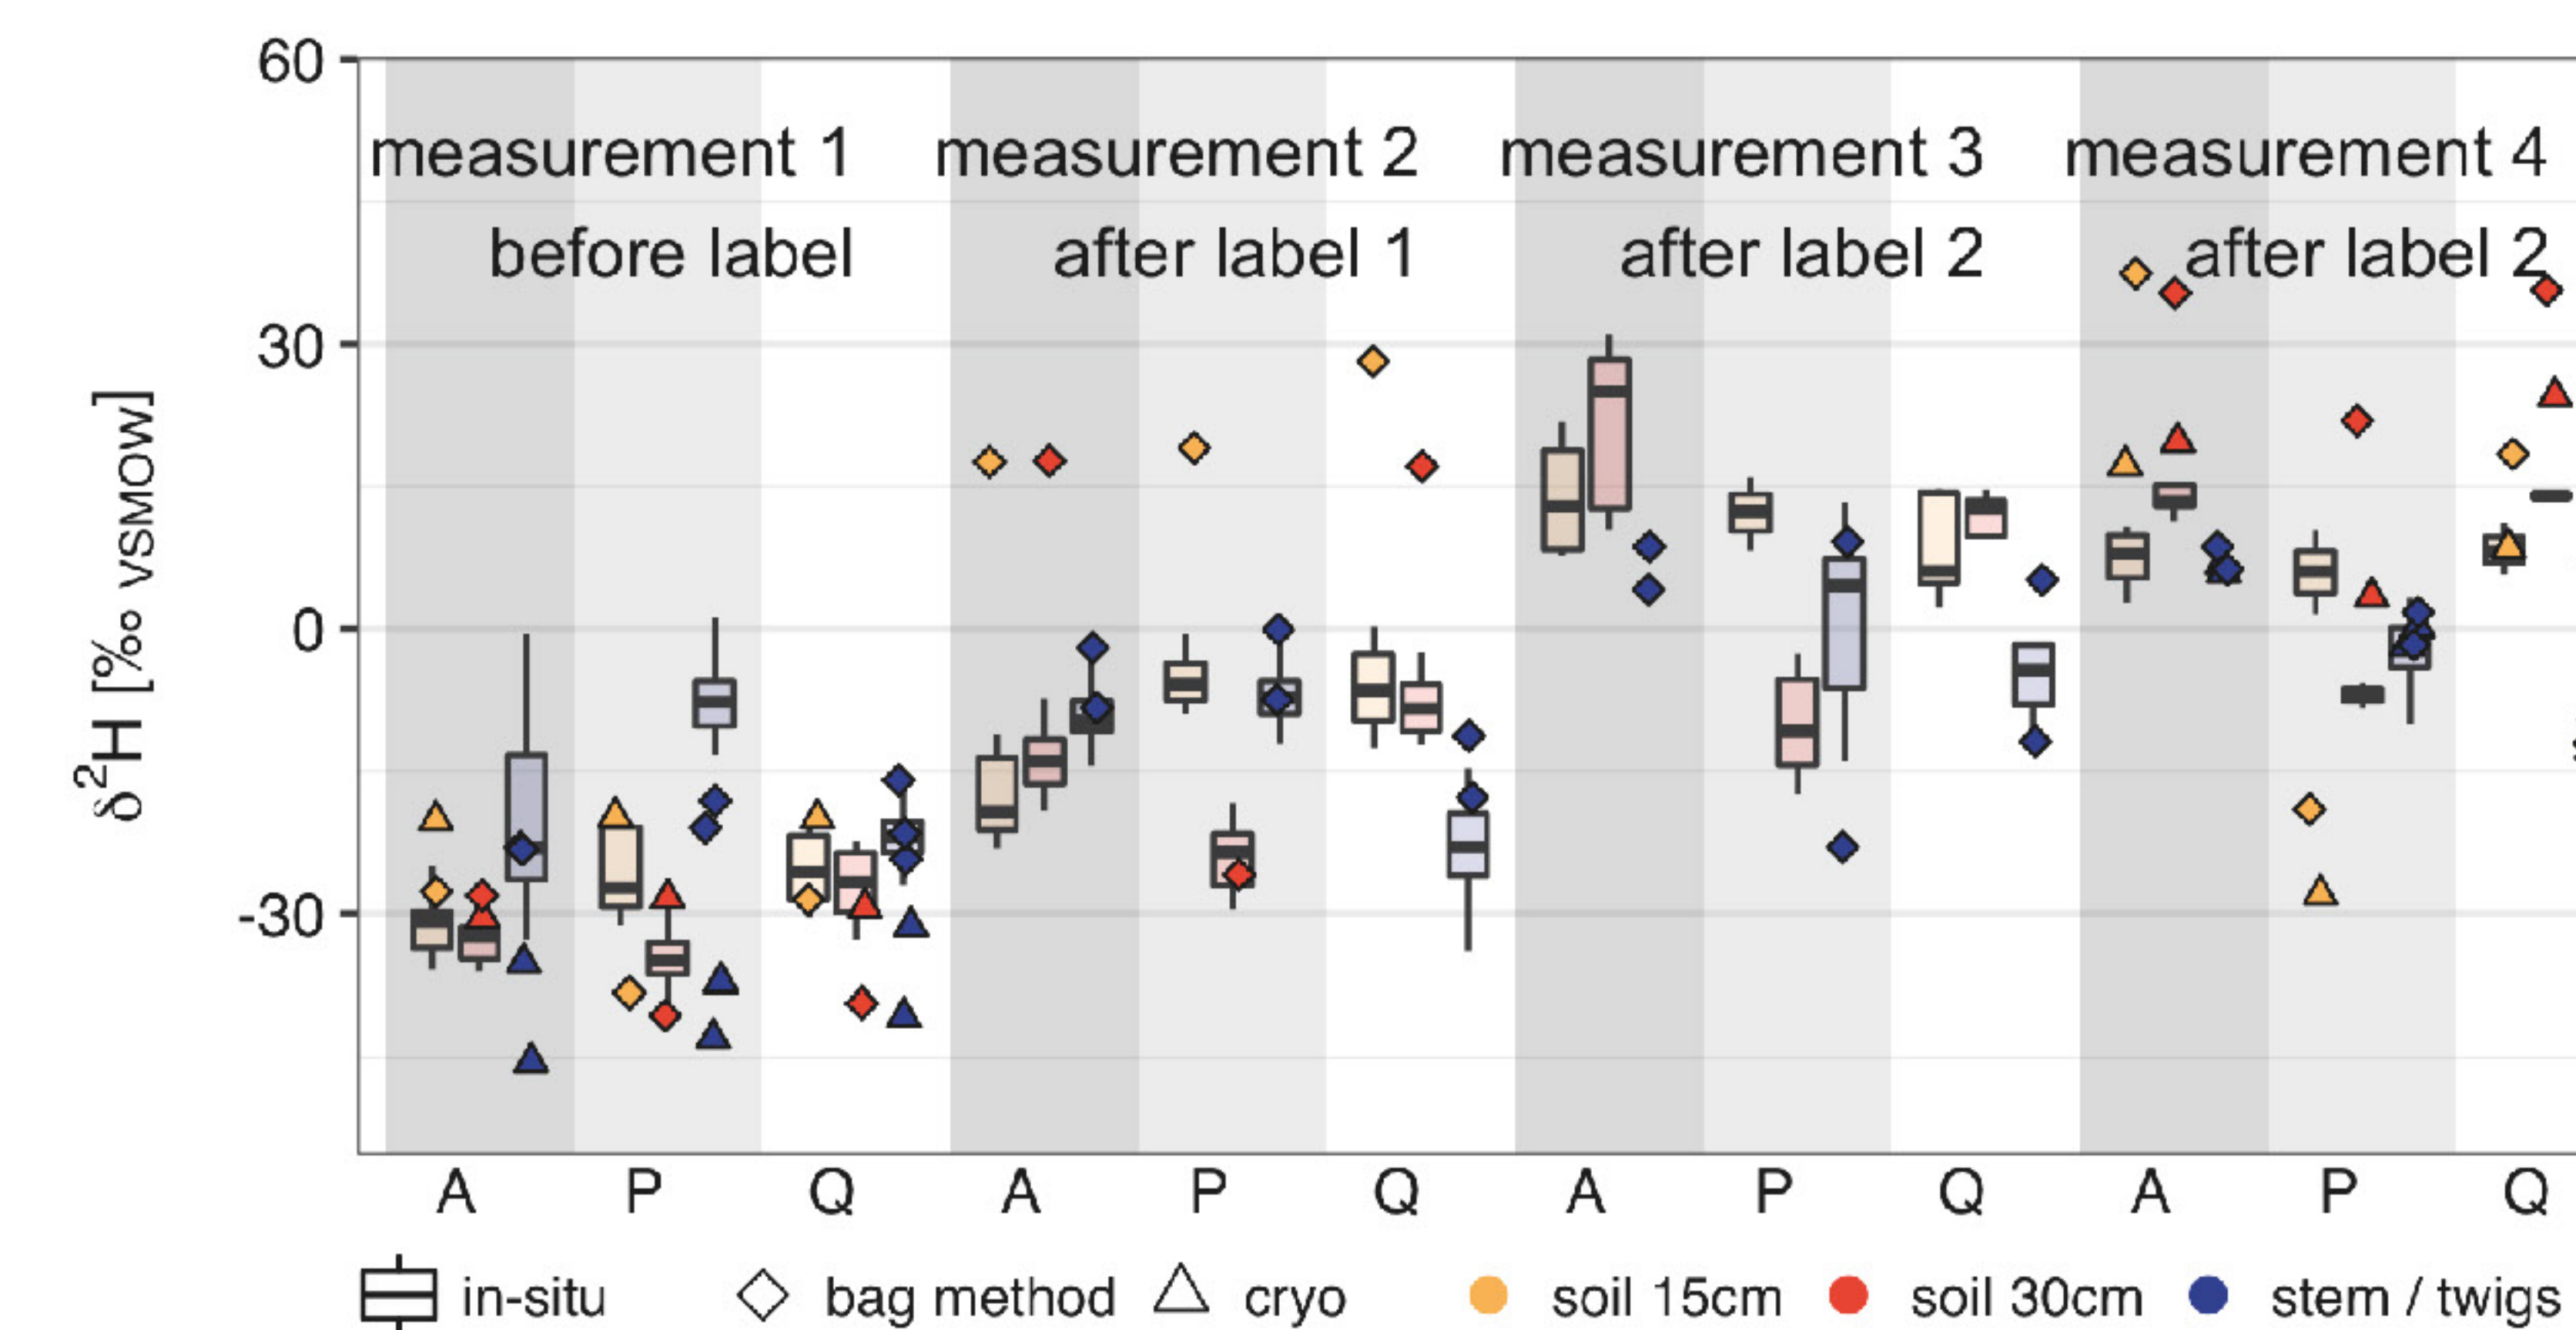 60
measurement 1 measurement 2 measurement 3 measurement 4
before label after label 1 after label 2 after label 2
30
0
-30
δ²H [‰ VSMOW]
A P Q A P Q A P Q A P Q
in-situ bag method cryo soil 15cm soil 30cm stem / twigs